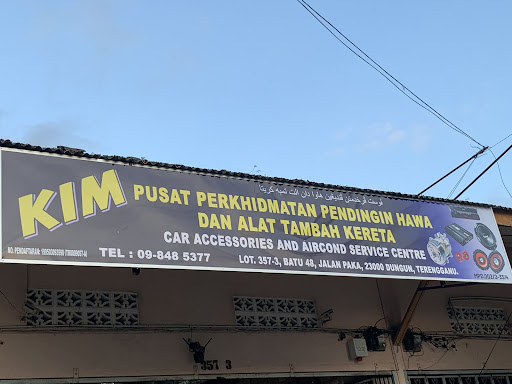 KIM
PUSAT PERKHIDMATAN PENDINGIN HAWA
DAN ALAT TAMBAH KERETA
CAR ACCESSORIES AND AIRCOND SERVICE CENTRE
TEL : 09-848 5377
LOT. 357-3, BATU 48, JALAN PAKA, 23000 DUNGUN, TERENGGANU.
357 3